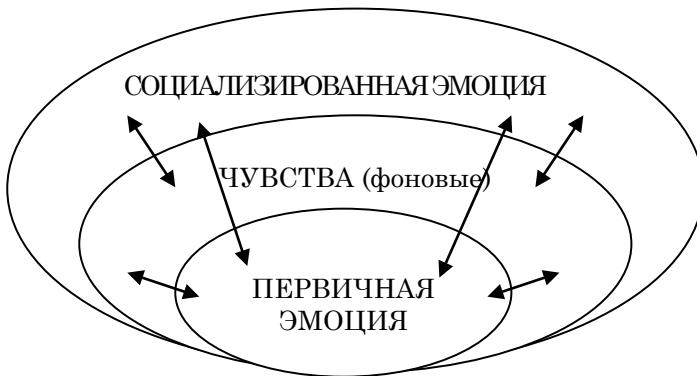 СОЦИАЛИЗИРОВАННАЯ ЭМОЦИЯ
ЧУВСТВА (фоновые)
ПЕРВИЧНАЯ
ЭМОЦИЯ